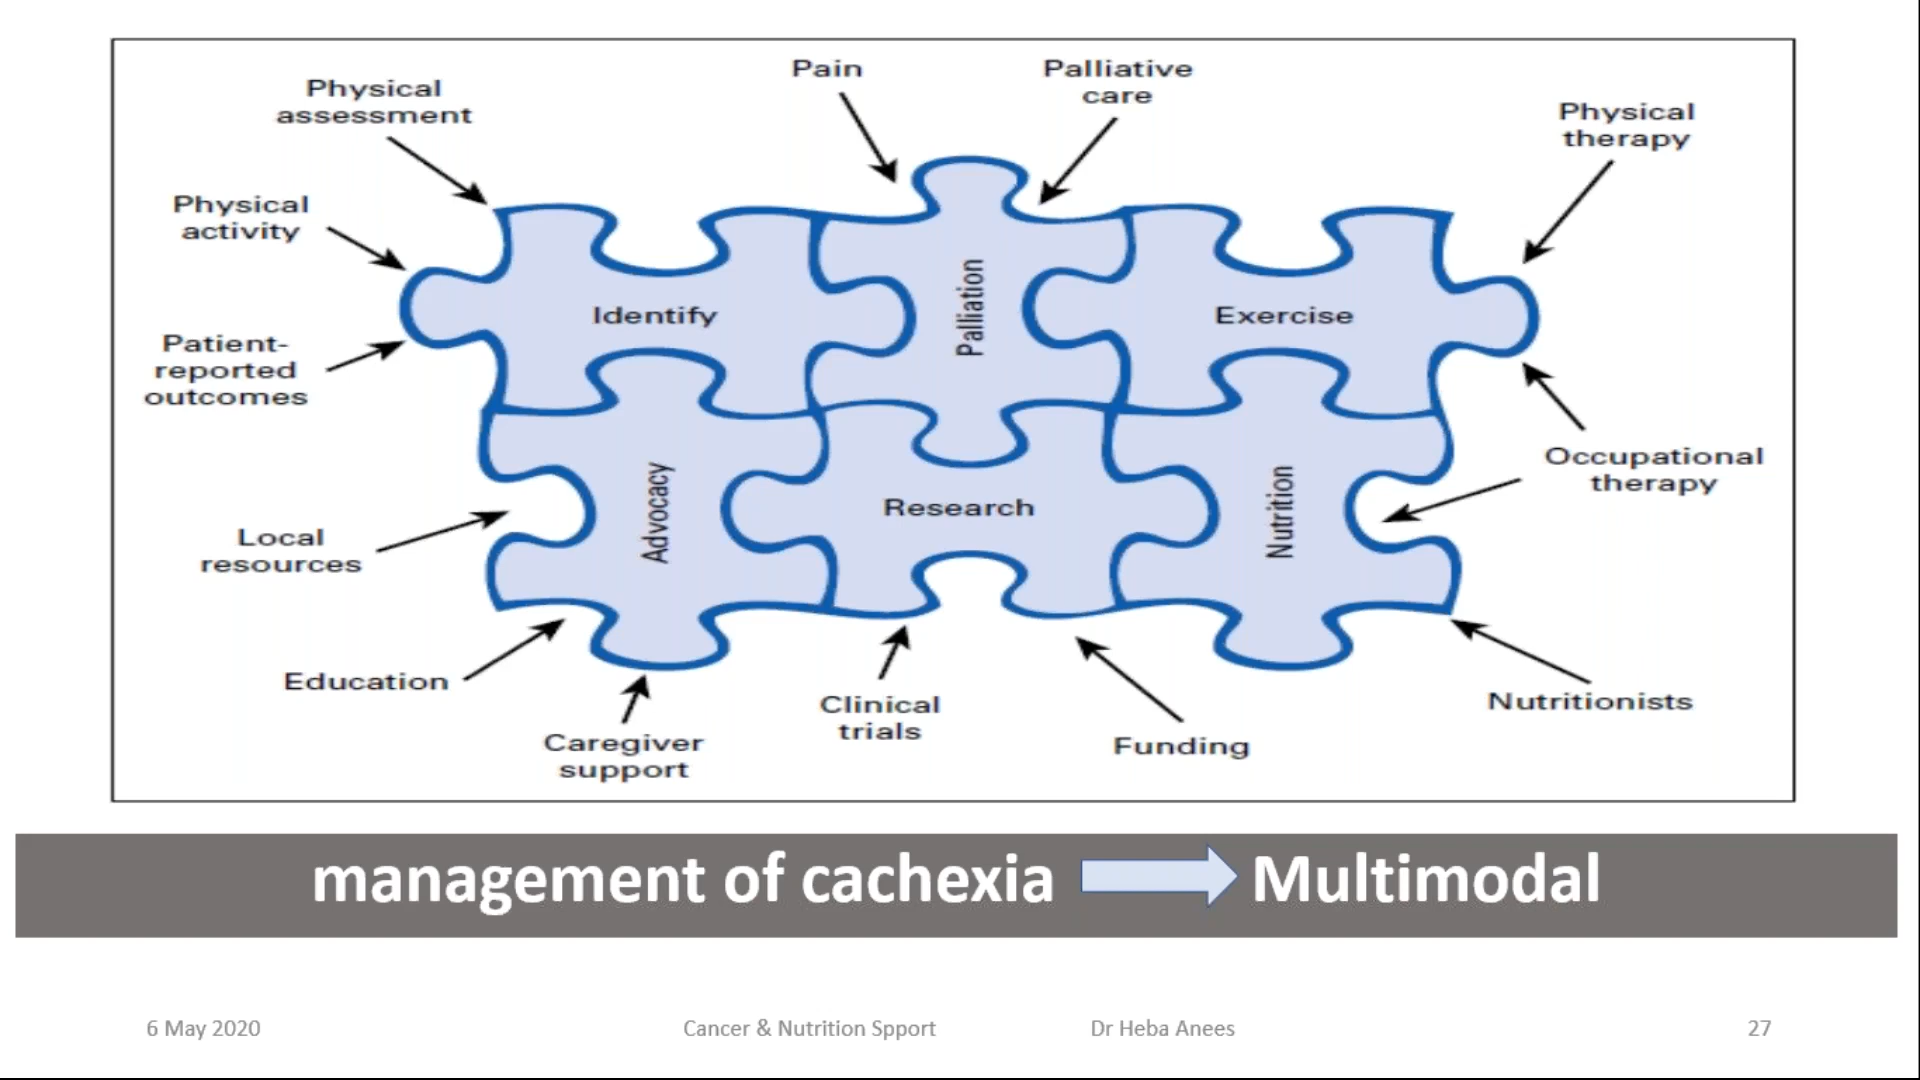 Pain
Palliative
care
Physical
assessment
Physical
therapy
Physical
activity
Patient-
reported
outcomes
Identify
Palliation
Exercise
Occupational
therapy
Local
resources
Advocacy
Research
Nutrition
Education
Caregiver
support
Clinical
trials
Funding
Nutritionists
management of cachexia Multimodal
6 May 2020
Cancer & Nutrition Spport
Dr Heba Anees
27